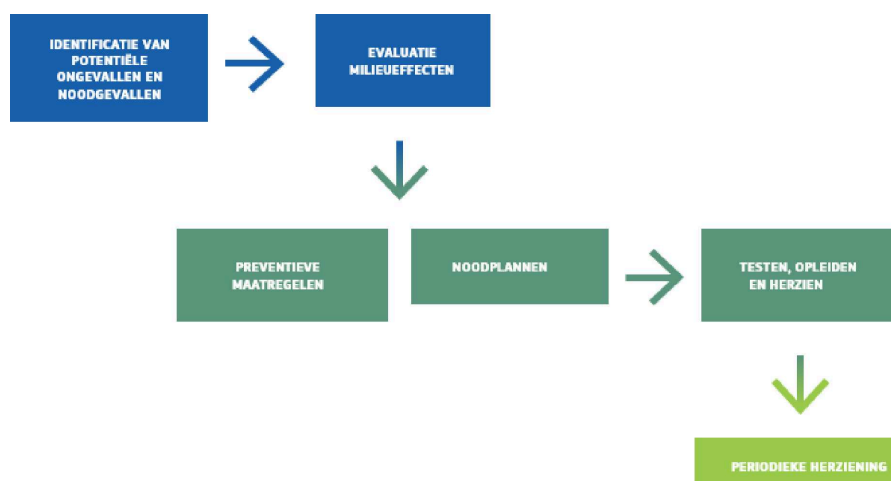 IDENTIFICATIE VAN
POTENTIËLE
ONGEVALLEN EN
NOODGEVALLEN
EVALUATIE
MILIEUEFFECTEN
PREVENTIEVE
MAATREGELEN
NOODPLANNEN
TESTEN, OPLEIDEN
EN HERZIEN
PERIODIEKE HERZIENING